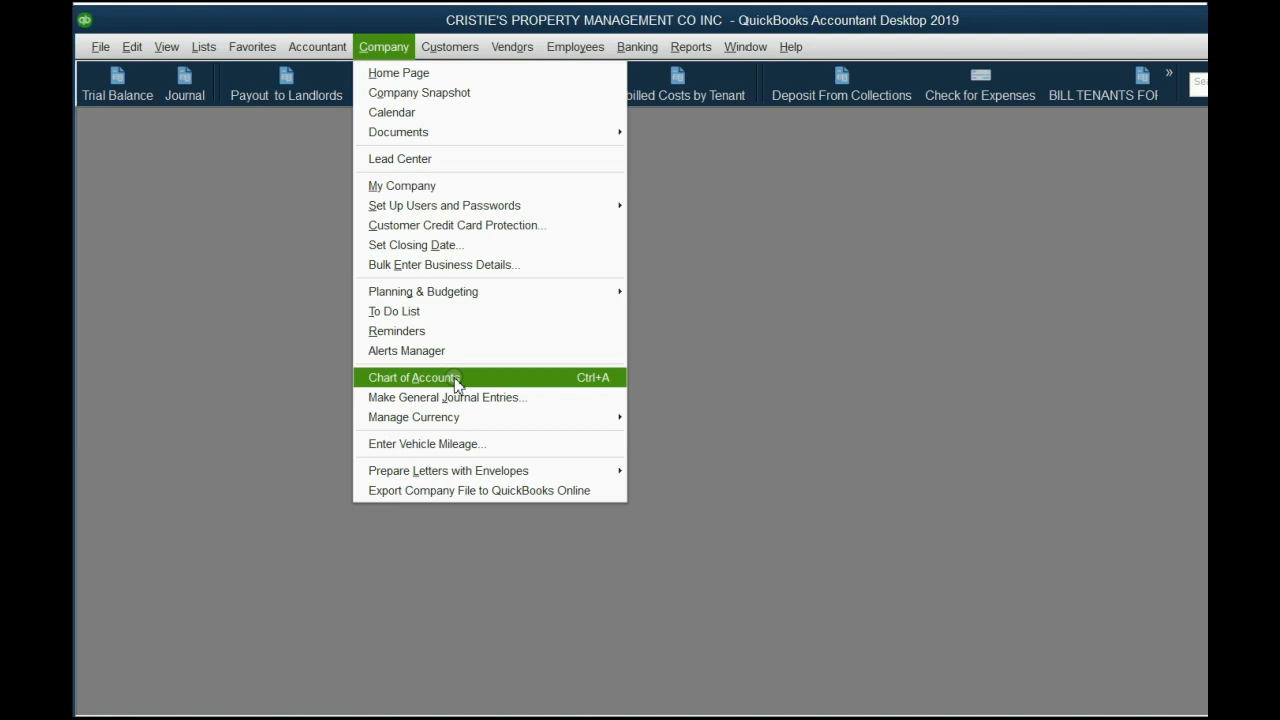 qb CRISTIE'S PROPERTY MANAGEMENT CO INC - QuickBooks Accountant Desktop 2019
File Edit View Lists Favorites Accountant Company Customers Vendors Employees Banking Reports Window Help
Trial Balance Journal Payout to Landlords billed Costs by Tenant Deposit From Collections Check for Expenses BILL TENANTS FOR » Sea
Home Page
Company Snapshot
Calendar
Documents
Lead Center
My Company
Set Up Users and Passwords
Customer Credit Card Protection...
Set Closing Date...
Bulk Enter Business Details...
Planning & Budgeting
To Do List
Reminders
Alerts Manager
Chart of Accounts Ctrl+A
Make General Journal Entries...
Manage Currency
Enter Vehicle Mileage...
Prepare Letters with Envelopes
Export Company File to QuickBooks Online